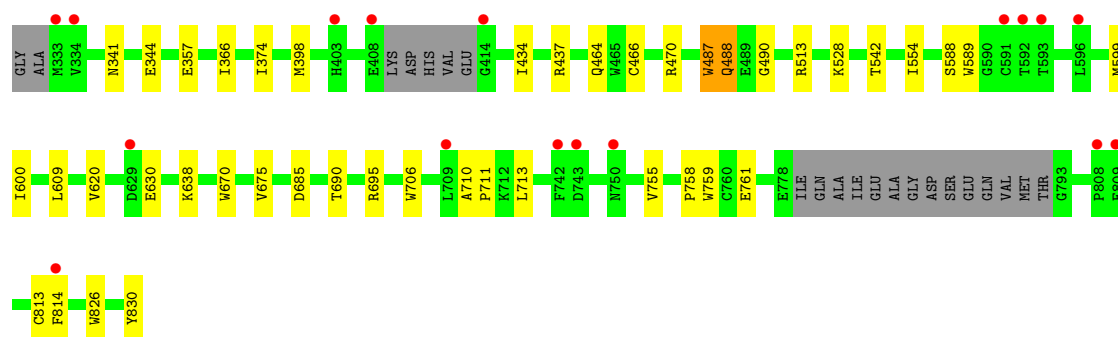 GLY ALA M333 V334 N341 E344 E357 I366 I374 M398 H403 E408 LYS ASP HIS VAL GLU G414 I434 R437 Q464 W465 C466 R470 W487 Q488 E489 G490 R513 K528 T542 I554 S588 W589 G590 C591 T592 T593 L596 M599
I600 L609 V620 D629 E630 K638 W670 V675 D685 T690 R695 W706 L709 A710 P711 K712 L713 F742 D743 N750 V755 P758 W759 C760 E761 E778 ILE GLN ALA ILE GLU ALA GLY ASP SER GLU GLN VAL MET THR G793 P808
C813 F814 W826 Y830